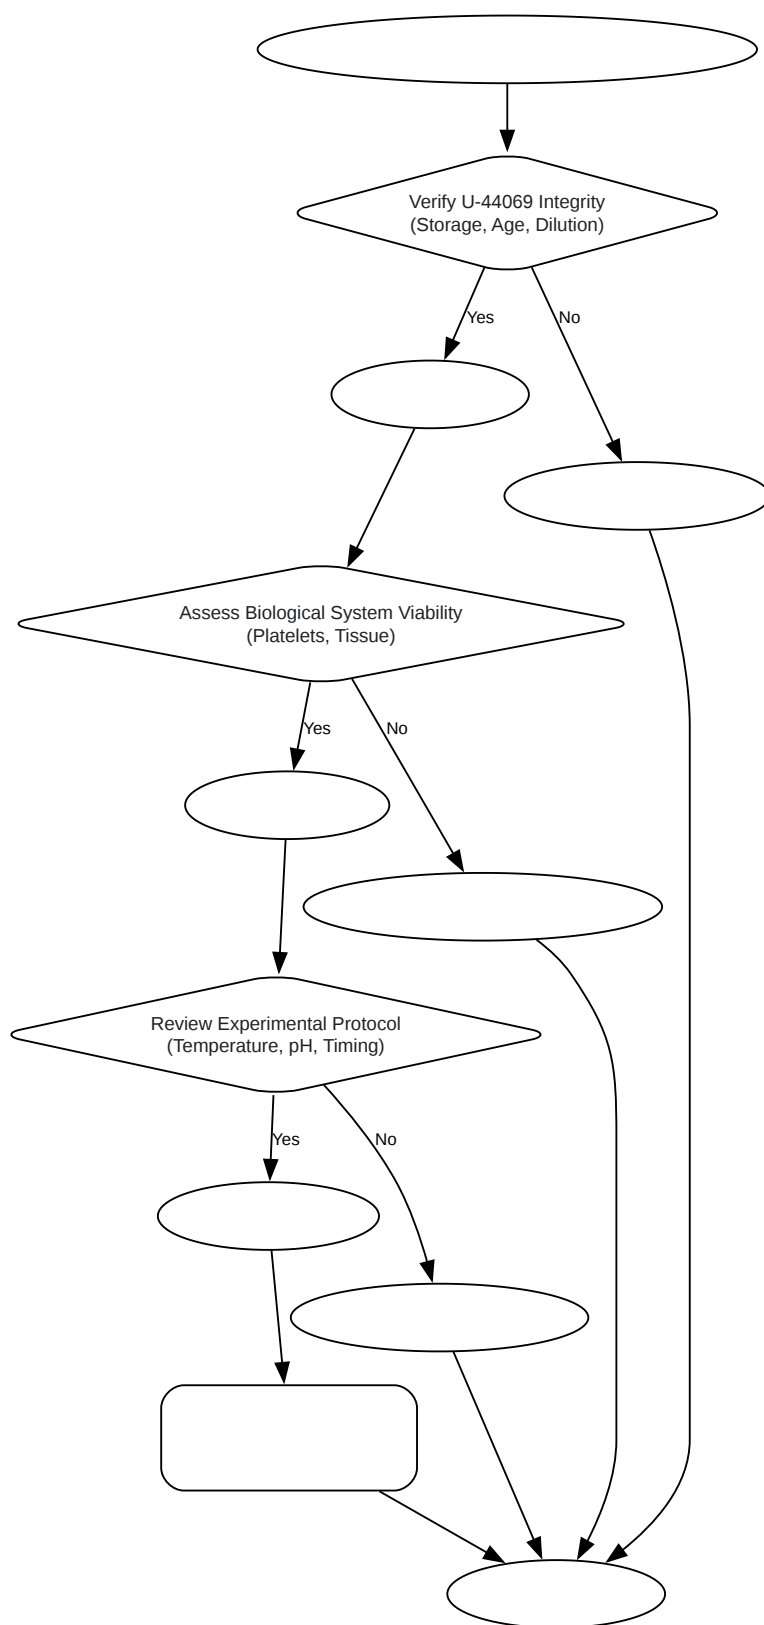 Verify U-44069 Integrity
(Storage, Age, Dilution)
Yes
No
Assess Biological System Viability
(Platelets, Tissue)
Yes
No
Review Experimental Protocol
(Temperature, pH, Timing)
Yes
No